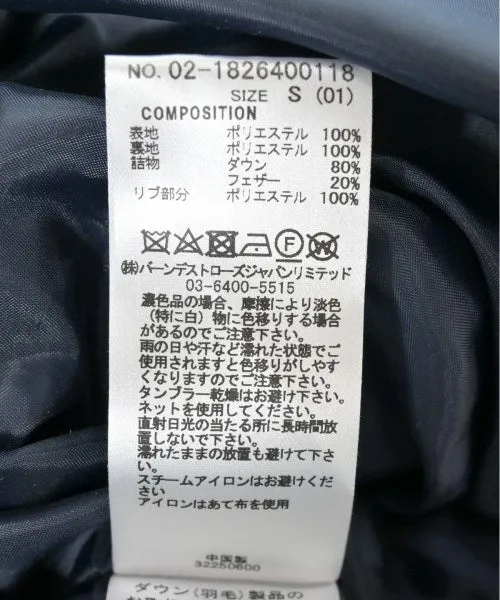 NO. 02-1826400118
SIZE S (01)
COMPOSITION
表地 ポリエステル 100%
裏地 ポリエステル 100%
詰物 ダウン 80%
フェザー 20%
リブ部分 ポリエステル 100%
㈱バーンデストローズジャパンリミテッド
03-6400-5515
濃色品の場合、摩擦により淡色
(特に白)物に色移りする場合
があるのでご注意下さい。
雨の日や汗など濡れた状態でご
使用されますと色移りがしやす
くなりますのでご注意下さい。
タンブラー乾燥はお避け下さい。
ネットを使用してください。
直射日光の当たる所に長時間放
置しないで下さい。
濡れたままの放置も避けて下さ
い。
スチームアイロンはお避けくだ
さい
アイロンはあて布を使用
中国製
32250600
ダウン(羽毛)製品の